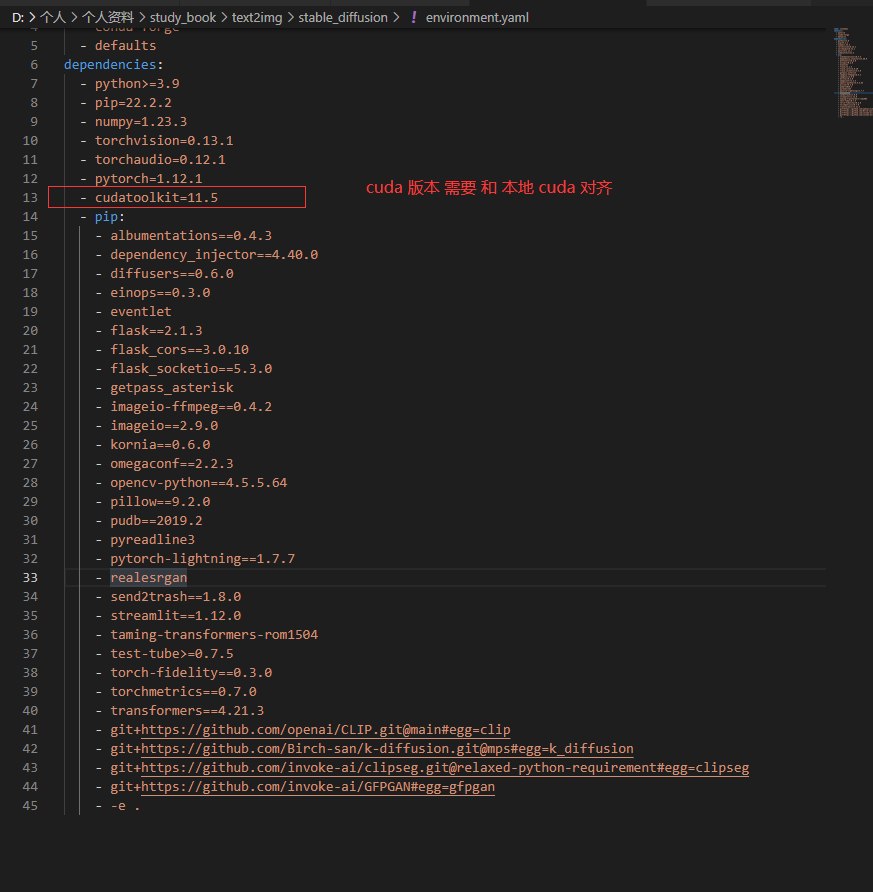 D: > 个人 > 个人资料 > study_book > text2img > stable_diffusion > ! environment.yaml
5 - defaults
6 dependencies:
7 - python>=3.9
8 - pip=22.2.2
9 - numpy=1.23.3
10 - torchvision=0.13.1
11 - torchaudio=0.12.1
12 - pytorch=1.12.1
13 - cudatoolkit=11.5
cuda 版本 需要 和 本地 cuda 对齐
14 - pip:
15 - albumentations==0.4.3
16 - dependency_injector==4.40.0
17 - diffusers==0.6.0
18 - einops==0.3.0
19 - eventlet
20 - flask==2.1.3
21 - flask_cors==3.0.10
22 - flask_socketio==5.3.0
23 - getpass_asterisk
24 - imageio-ffmpeg==0.4.2
25 - imageio==2.9.0
26 - kornia==0.6.0
27 - omegaconf==2.2.3
28 - opencv-python==4.5.5.64
29 - pillow==9.2.0
30 - pudb==2019.2
31 - pyreadline3
32 - pytorch-lightning==1.7.7
33 - realesrgan
34 - send2trash==1.8.0
35 - streamlit==1.12.0
36 - taming-transformers-rom1504
37 - test-tube>=0.7.5
38 - torch-fidelity==0.3.0
39 - torchmetrics==0.7.0
40 - transformers==4.21.3
41 - git+https://github.com/openai/CLIP.git@main#egg=clip
42 - git+https://github.com/Birch-san/k-diffusion.git@mps#egg=k_diffusion
43 - git+https://github.com/invoke-ai/clipseg.git@relaxed-python-requirement#egg=clipseg
44 - git+https://github.com/invoke-ai/GFPGAN#egg=gfpgan
45 - -e .